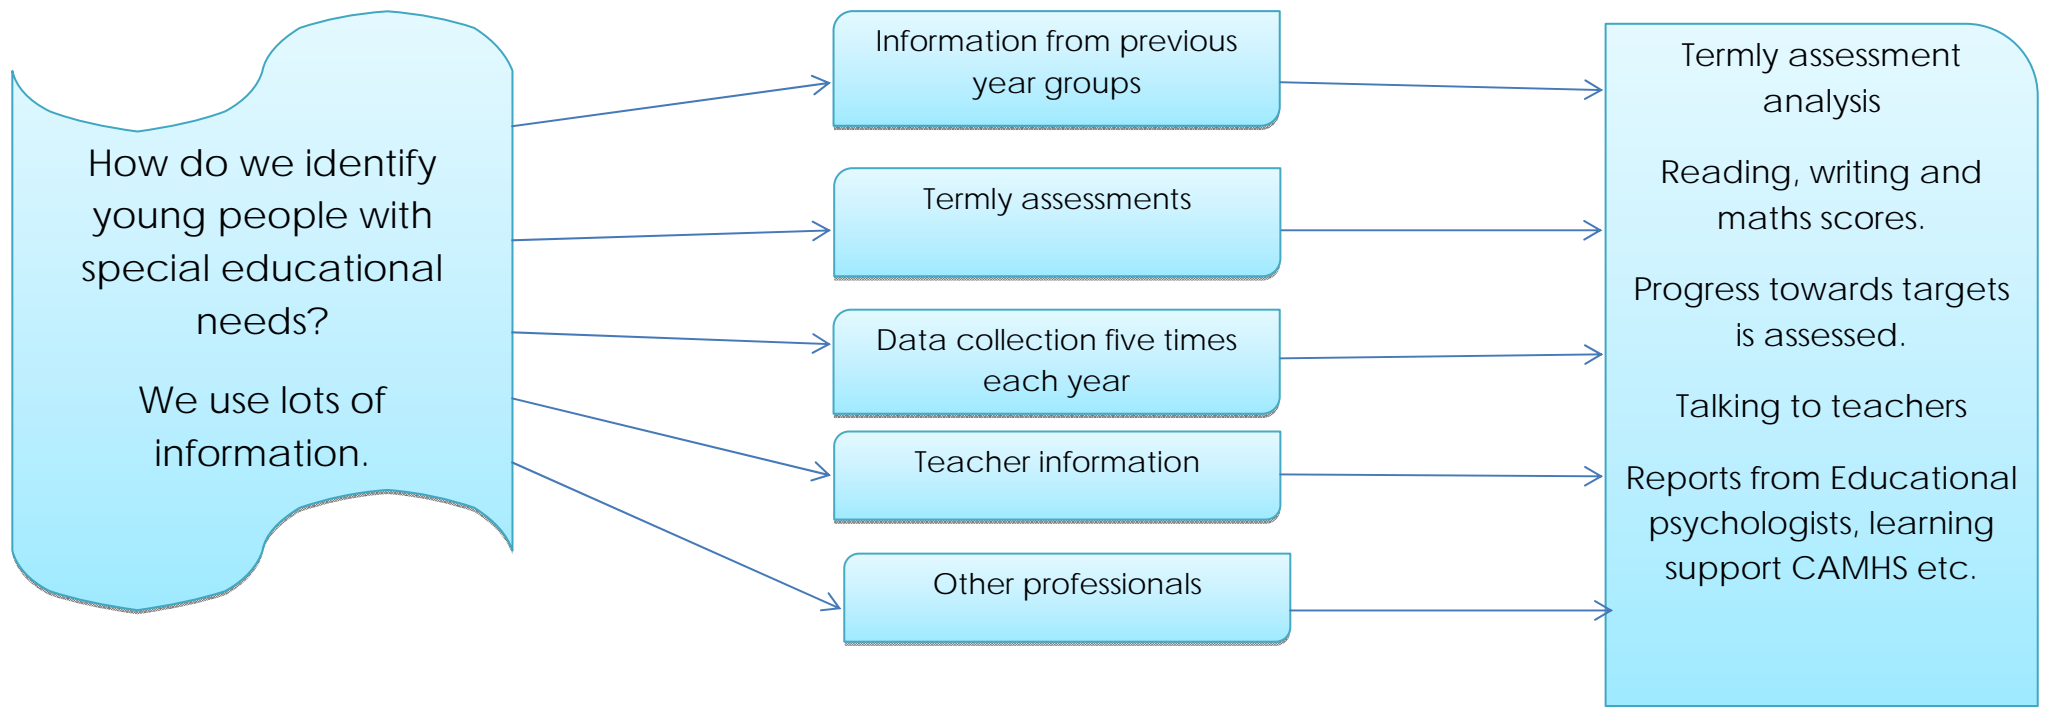 How do we identify
young people with
special educational
needs?
We use lots of
information.
Information from previous
year groups
Termly assessments
Data collection five times
each year
Teacher information
Other professionals
Termly assessment
analysis
Reading, writing and
maths scores.
Progress towards targets
is assessed.
Talking to teachers
Reports from Educational
psychologists, learning
support CAMHS etc.